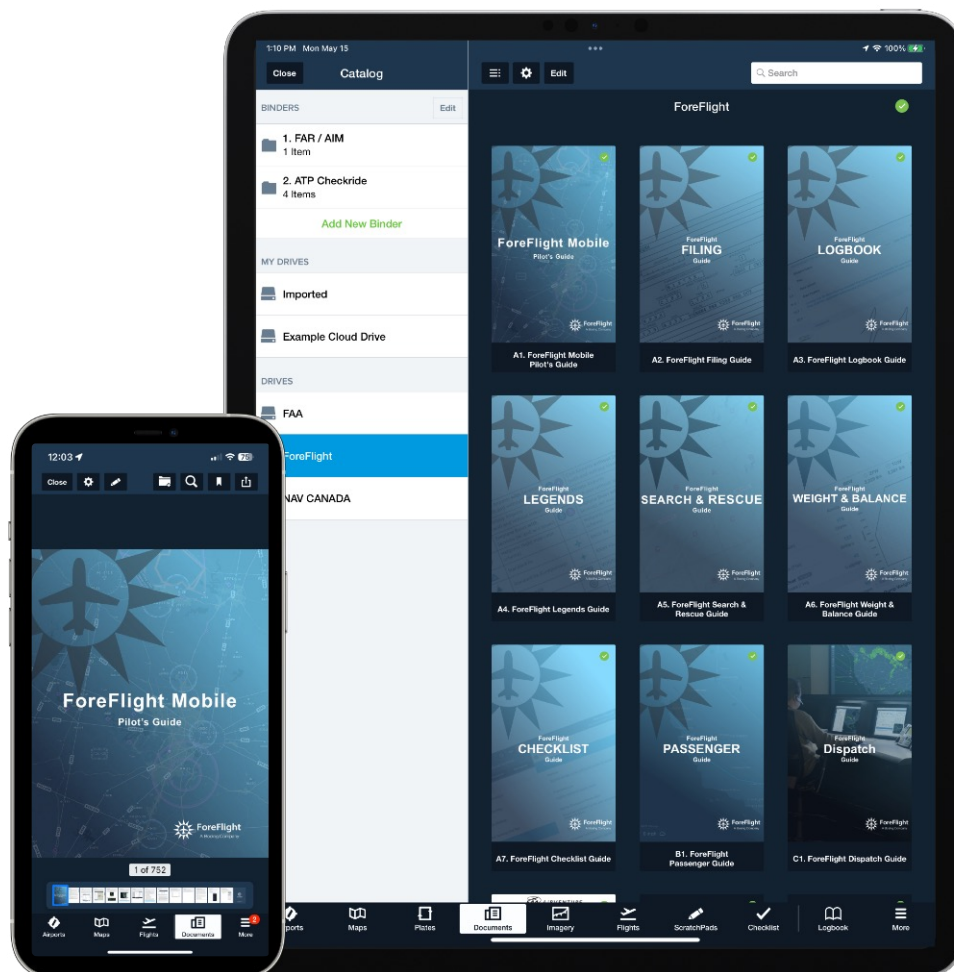 1:10 PM Mon May 15
100%
Close
Catalog
Edit
Search
BINDERS
Edit
1. FAR / AIM
1 Item
2. ATP Checkride
4 Items
Add New Binder
MY DRIVES
Imported
Example Cloud Drive
DRIVES
FAA
ForeFlight
NAV CANADA
ForeFlight
ForeFlight Mobile
Pilot's Guide
ForeFlight
A1. ForeFlight Mobile
Pilot's Guide
ForeFlight
FILING
Guide
ForeFlight
A2. ForeFlight Filing Guide
ForeFlight
LOGBOOK
Guide
ForeFlight
A3. ForeFlight Logbook Guide
ForeFlight
LEGENDS
Guide
ForeFlight
A4. ForeFlight Legends Guide
ForeFlight
SEARCH & RESCUE
Guide
ForeFlight
A5. ForeFlight Search &
Rescue Guide
ForeFlight
WEIGHT & BALANCE
Guide
ForeFlight
A6. ForeFlight Weight &
Balance Guide
ForeFlight
CHECKLIST
Guide
ForeFlight
A7. ForeFlight Checklist Guide
ForeFlight
PASSENGER
Guide
ForeFlight
B1. ForeFlight
Passenger Guide
ForeFlight
Dispatch
Guide
ForeFlight
C1. ForeFlight Dispatch Guide
Maps
Plates
Documents
Imagery
Flights
ScratchPads
Checklist
Logbook
More
12:03
Close
ForeFlight Mobile
Pilot's Guide
ForeFlight
1 of 752
Airports
Maps
Flights
Documents
More
2